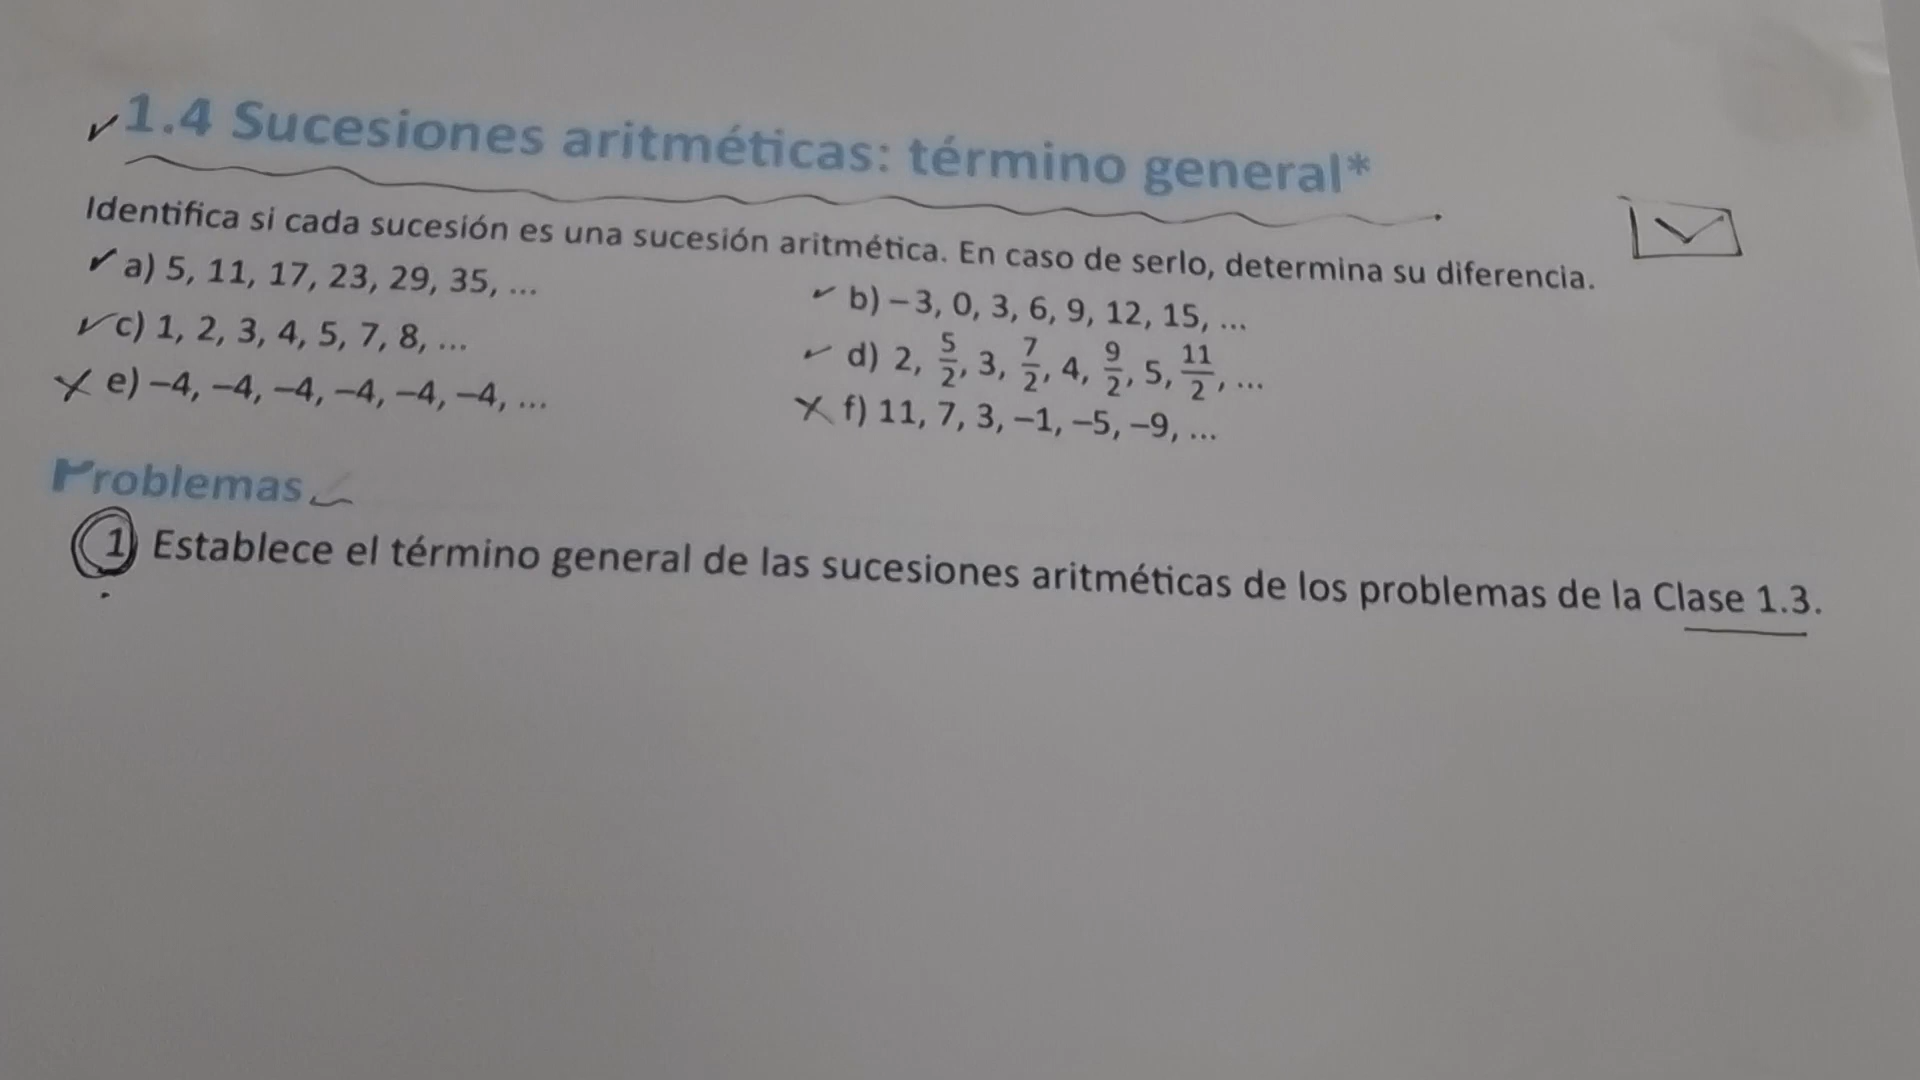 1.4 Sucesiones aritméticas: término general*
Identifica si cada sucesión es una sucesión aritmética. En caso de serlo, determina su diferencia.
a) 5, 11, 17, 23, 29, 35, ...
b) −3, 0, 3, 6, 9, 12, 15, ...
c) 1, 2, 3, 4, 5, 7, 8, ...
d) 2, 5/2, 3, 7/2, 4, 9/2, 5, 11/2, ...
e) −4, −4, −4, −4, −4, −4, ...
f) 11, 7, 3, −1, −5, −9, ...
Problemas
1) Establece el término general de las sucesiones aritméticas de los problemas de la Clase 1.3.